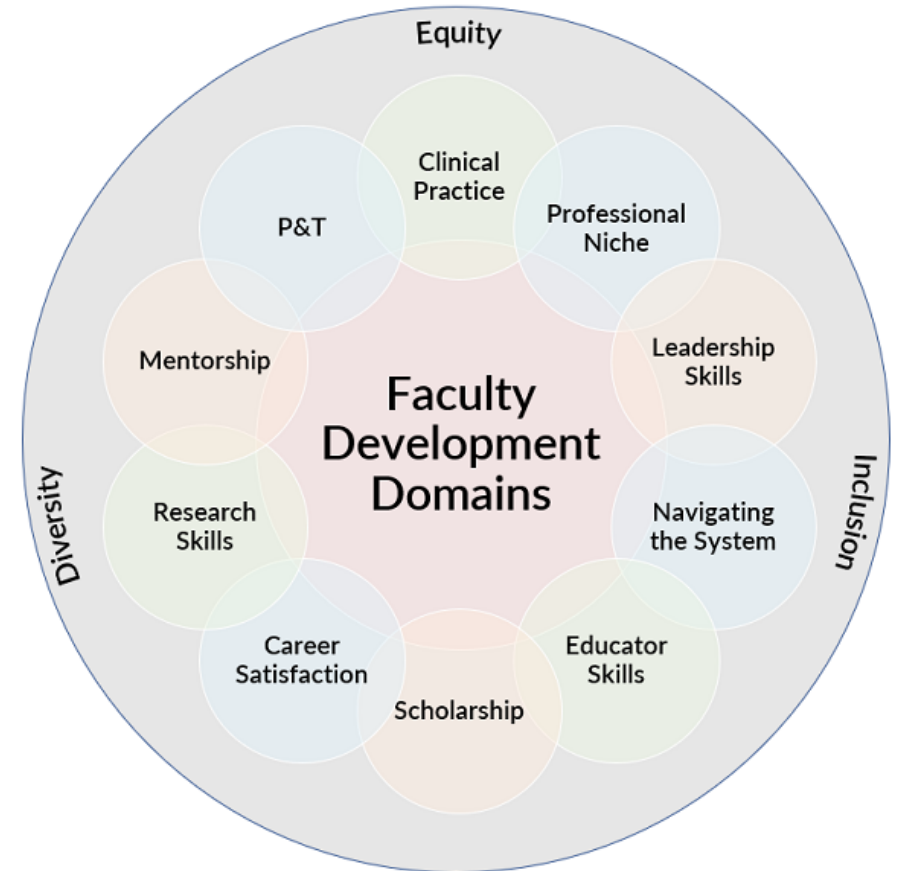 Equity
Clinical
Practice
P&T
Professional
Niche
Mentorship
Leadership
Skills
Faculty
Development
Domains
Diversity
Inclusion
Research
Skills
Navigating
the System
Career
Satisfaction
Educator
Skills
Scholarship